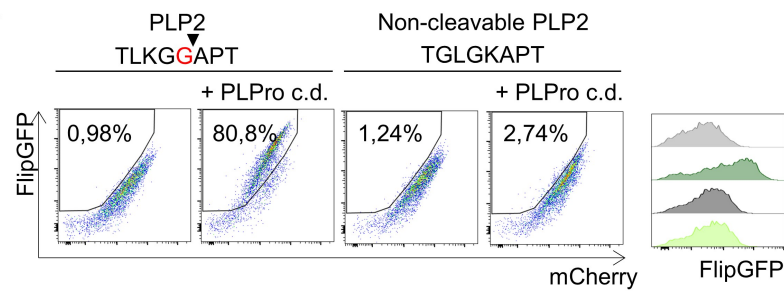 PLP2
TLKGGAPT
Non-cleavable PLP2
TGLGKAPT
+ PLPro c.d.
+ PLPro c.d.
FlipGFP
0,98%
80,8%
1,24%
2,74%
mCherry
FlipGFP